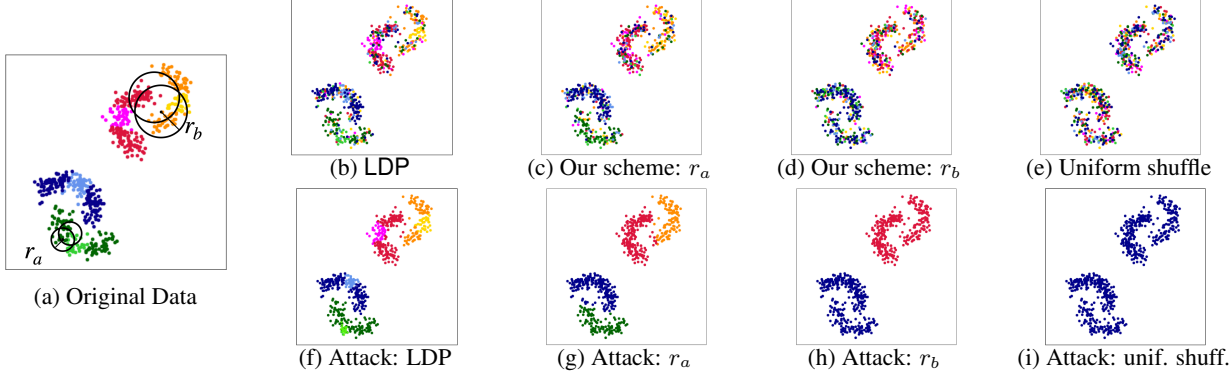 r_b
r_a
(a) Original Data
(b) LDP
(c) Our scheme: r_a
(d) Our scheme: r_b
(e) Uniform shuffle
(f) Attack: LDP
(g) Attack: r_a
(h) Attack: r_b
(i) Attack: unif. shuff.